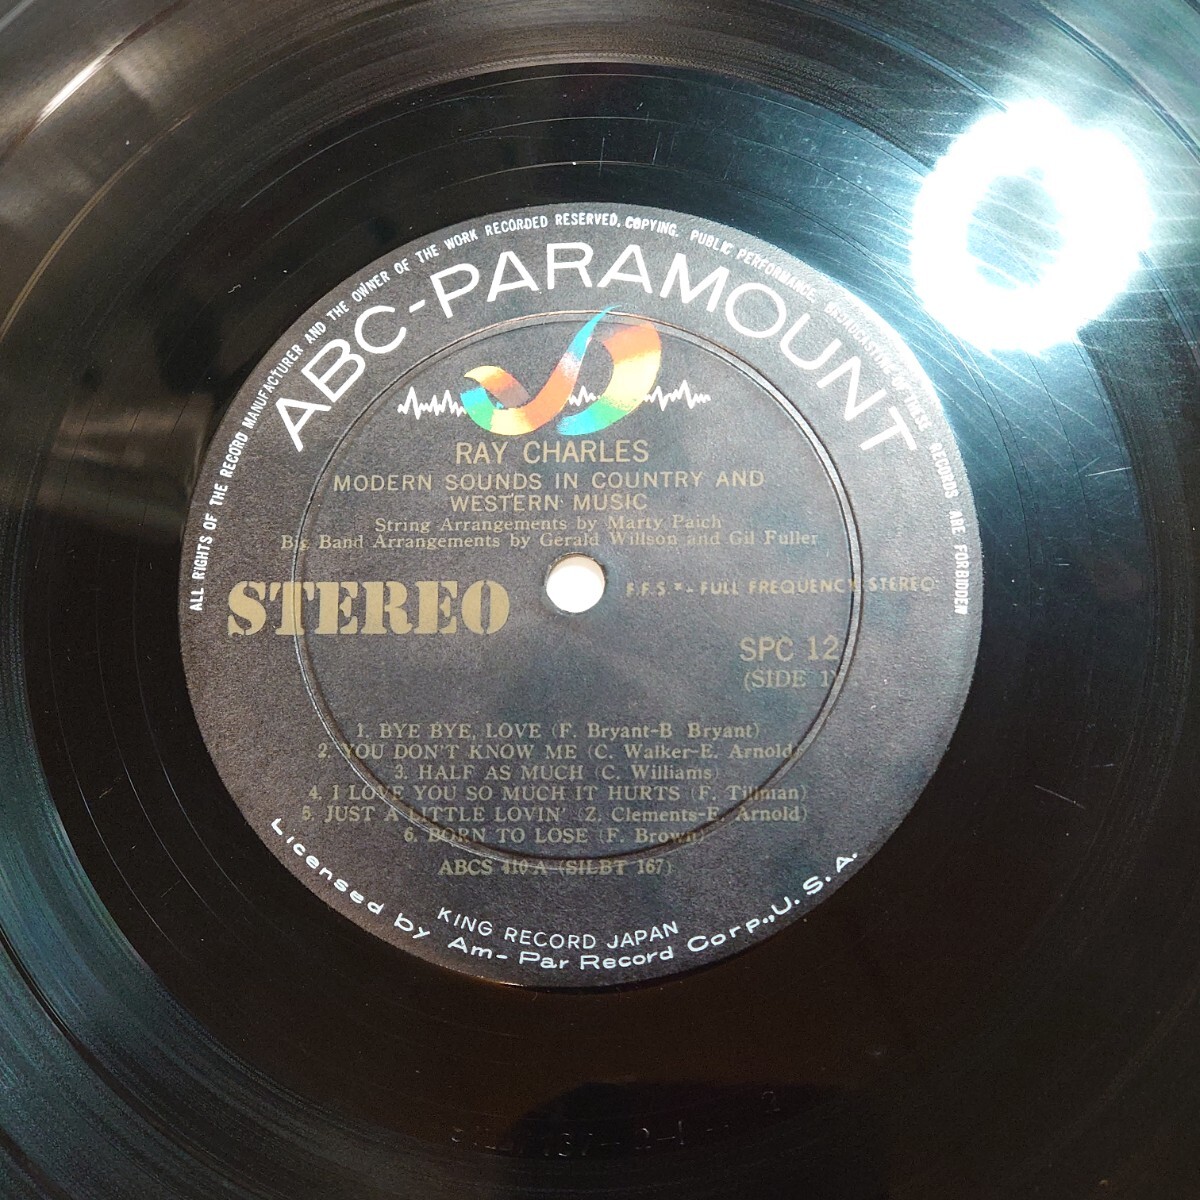 ALL RIGHTS OF THE RECORD MANUFACTURER AND THE OWNER OF THE WORK RECORDED RESERVED. COPYING. PUBLIC PERFORMANCE. BROADCASTING OF THESE RECORDS ARE FORBIDDEN
ABC-PARAMOUNT
RAY CHARLES
MODERN SOUNDS IN COUNTRY AND
WESTERN MUSIC
String Arrangements by Marty Paich
Big Band Arrangements by Gerald Willson and Gil Fuller
STEREO
F.F.S.*- FULL FREQUENCY STEREO
SPC 12
(SIDE 1)
1. BYE BYE, LOVE (F. Bryant-B Bryant)
2. YOU DON'T KNOW ME (C. Walker-E. Arnold)
3. HALF AS MUCH (C. Williams)
4. I LOVE YOU SO MUCH IT HURTS (F. Tillman)
5. JUST A LITTLE LOVIN' (Z. Clements-E. Arnold)
6. BORN TO LOSE (F. Brown)
ABCS 410 A (SILBT 167)
KING RECORD JAPAN
Licensed by Am-Par Record Corp., U.S.A.